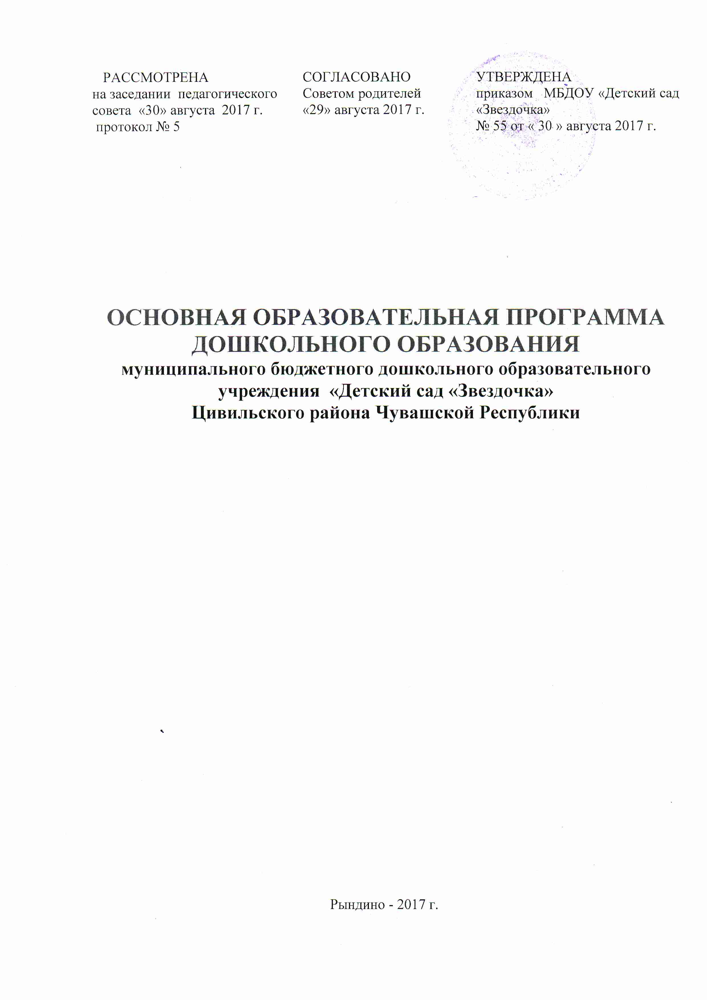 РАССМОТРЕНА
на заседании педагогического
совета «30» августа 2017 г.
протокол № 5
СОГЛАСОВАНО
Советом родителей
«29» августа 2017 г.
УТВЕРЖДЕНА
приказом МБДОУ «Детский сад
«Звездочка»
№ 55 от « 30 » августа 2017 г.
ОСНОВНАЯ ОБРАЗОВАТЕЛЬНАЯ ПРОГРАММА
ДОШКОЛЬНОГО ОБРАЗОВАНИЯ
муниципального бюджетного дошкольного образовательного
учреждения «Детский сад «Звездочка»
Цивильского района Чувашской Республики
Рындино - 2017 г.